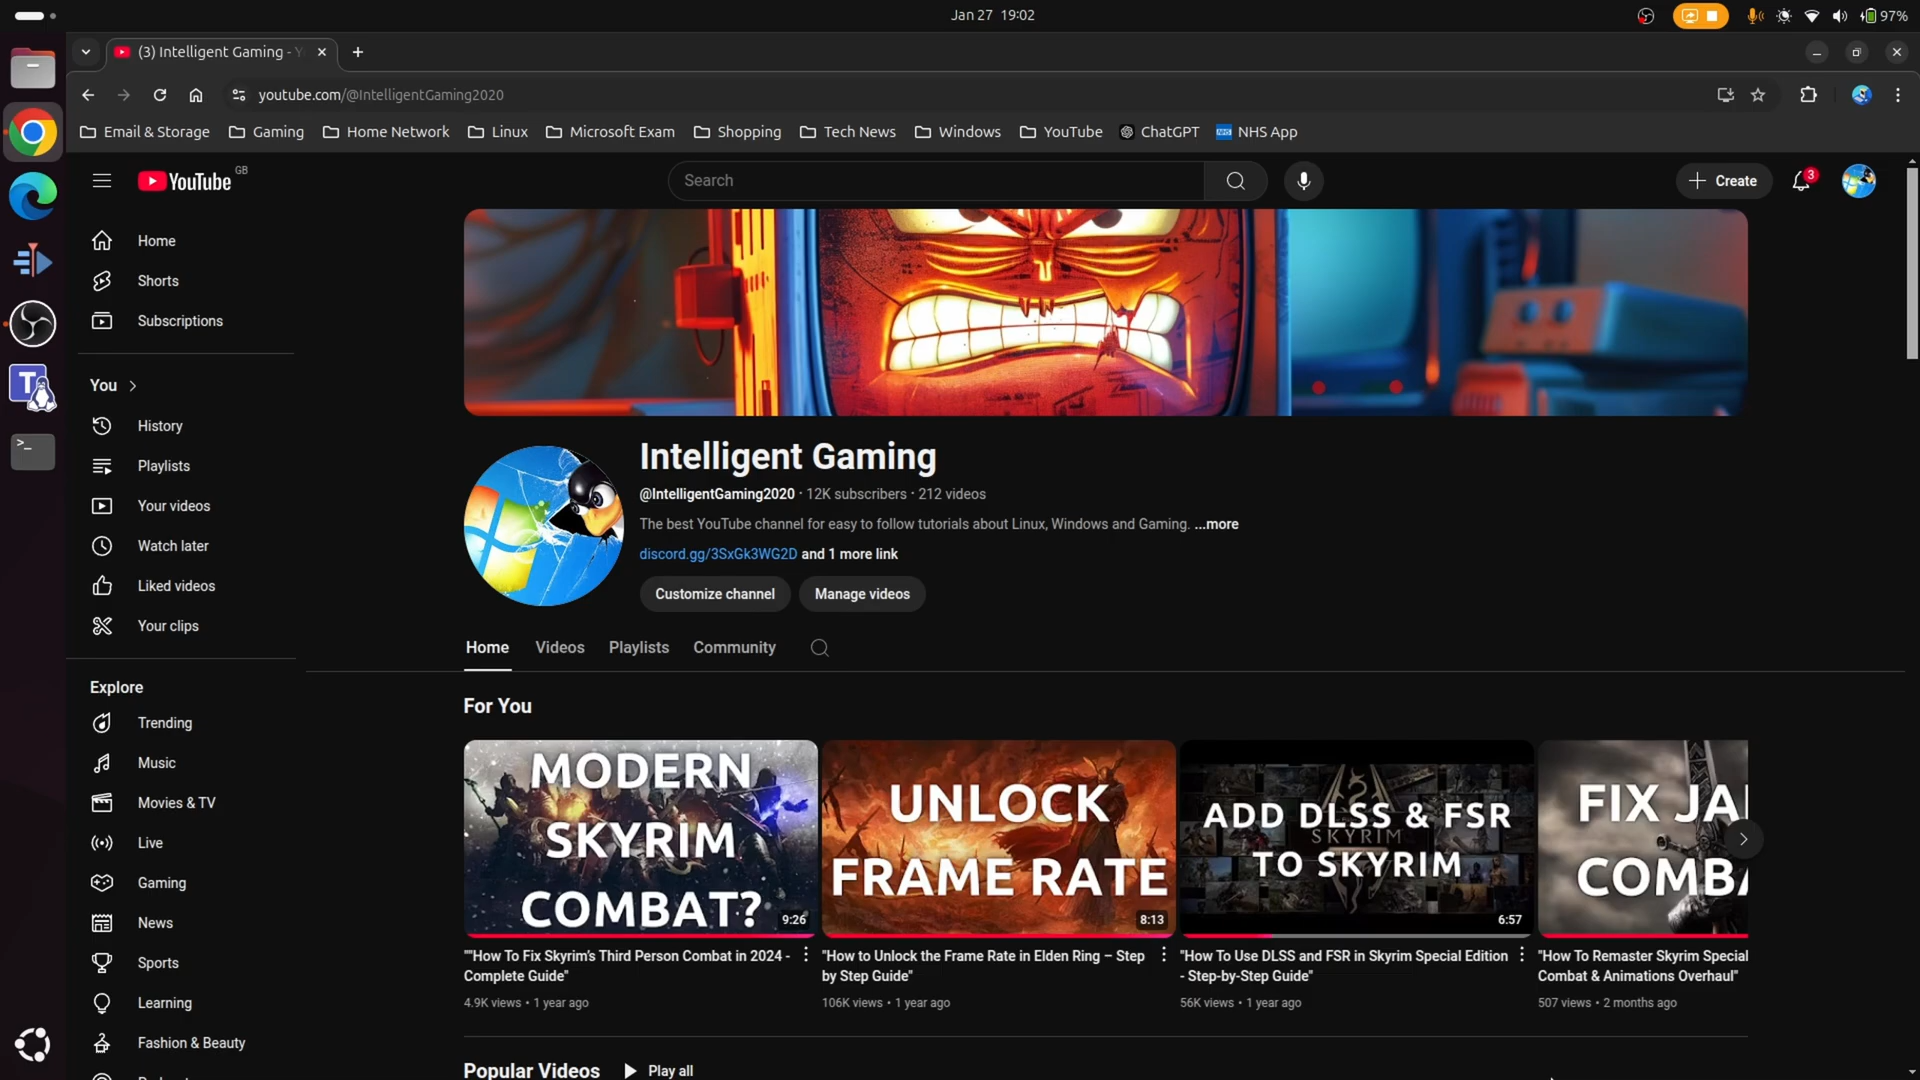 Jan 27 19:02
97%
(3) Intelligent Gaming - Y
youtube.com/@IntelligentGaming2020
Email & Storage
Gaming
Home Network
Linux
Microsoft Exam
Shopping
Tech News
Windows
YouTube
ChatGPT
NHS App
YouTube GB
Search
Create
3
Home
Shorts
Subscriptions
You
History
Playlists
Your videos
Watch later
Liked videos
Your clips
Explore
Trending
Music
Movies & TV
Live
Gaming
News
Sports
Learning
Fashion & Beauty
Intelligent Gaming
@IntelligentGaming2020 · 12K subscribers · 212 videos
The best YouTube channel for easy to follow tutorials about Linux, Windows and Gaming. ...more
discord.gg/3SxGk3WG2D and 1 more link
Customize channel
Manage videos
Home
Videos
Playlists
Community
For You
MODERN
SKYRIM
COMBAT?
9:26
""How To Fix Skyrim's Third Person Combat in 2024 -
Complete Guide"
4.9K views • 1 year ago
UNLOCK
FRAME RATE
8:13
"How to Unlock the Frame Rate in Elden Ring – Step
by Step Guide"
106K views • 1 year ago
ADD DLSS & FSR
SKYRIM
TO SKYRIM
6:57
"How To Use DLSS and FSR in Skyrim Special Edition
- Step-by-Step Guide"
56K views • 1 year ago
FIX JA
COMBA
"How To Remaster Skyrim Special
Combat & Animations Overhaul"
507 views • 2 months ago
Popular Videos
Play all